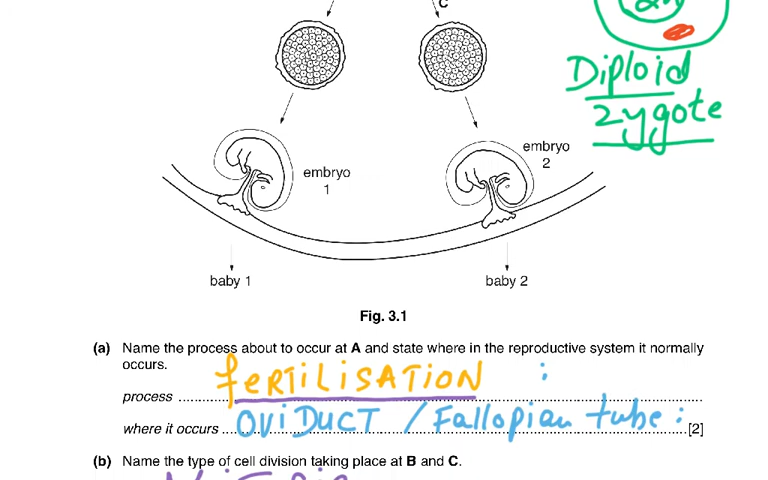 C
2n
Diploid
zygote
embryo
1
embryo
2
baby 1
baby 2
Fig. 3.1
(a) Name the process about to occur at A and state where in the reproductive system it normally
occurs.
process FERTILISATION :
where it occurs OVIDUCT / Fallopian tube : [2]
(b) Name the type of cell division taking place at B and C.